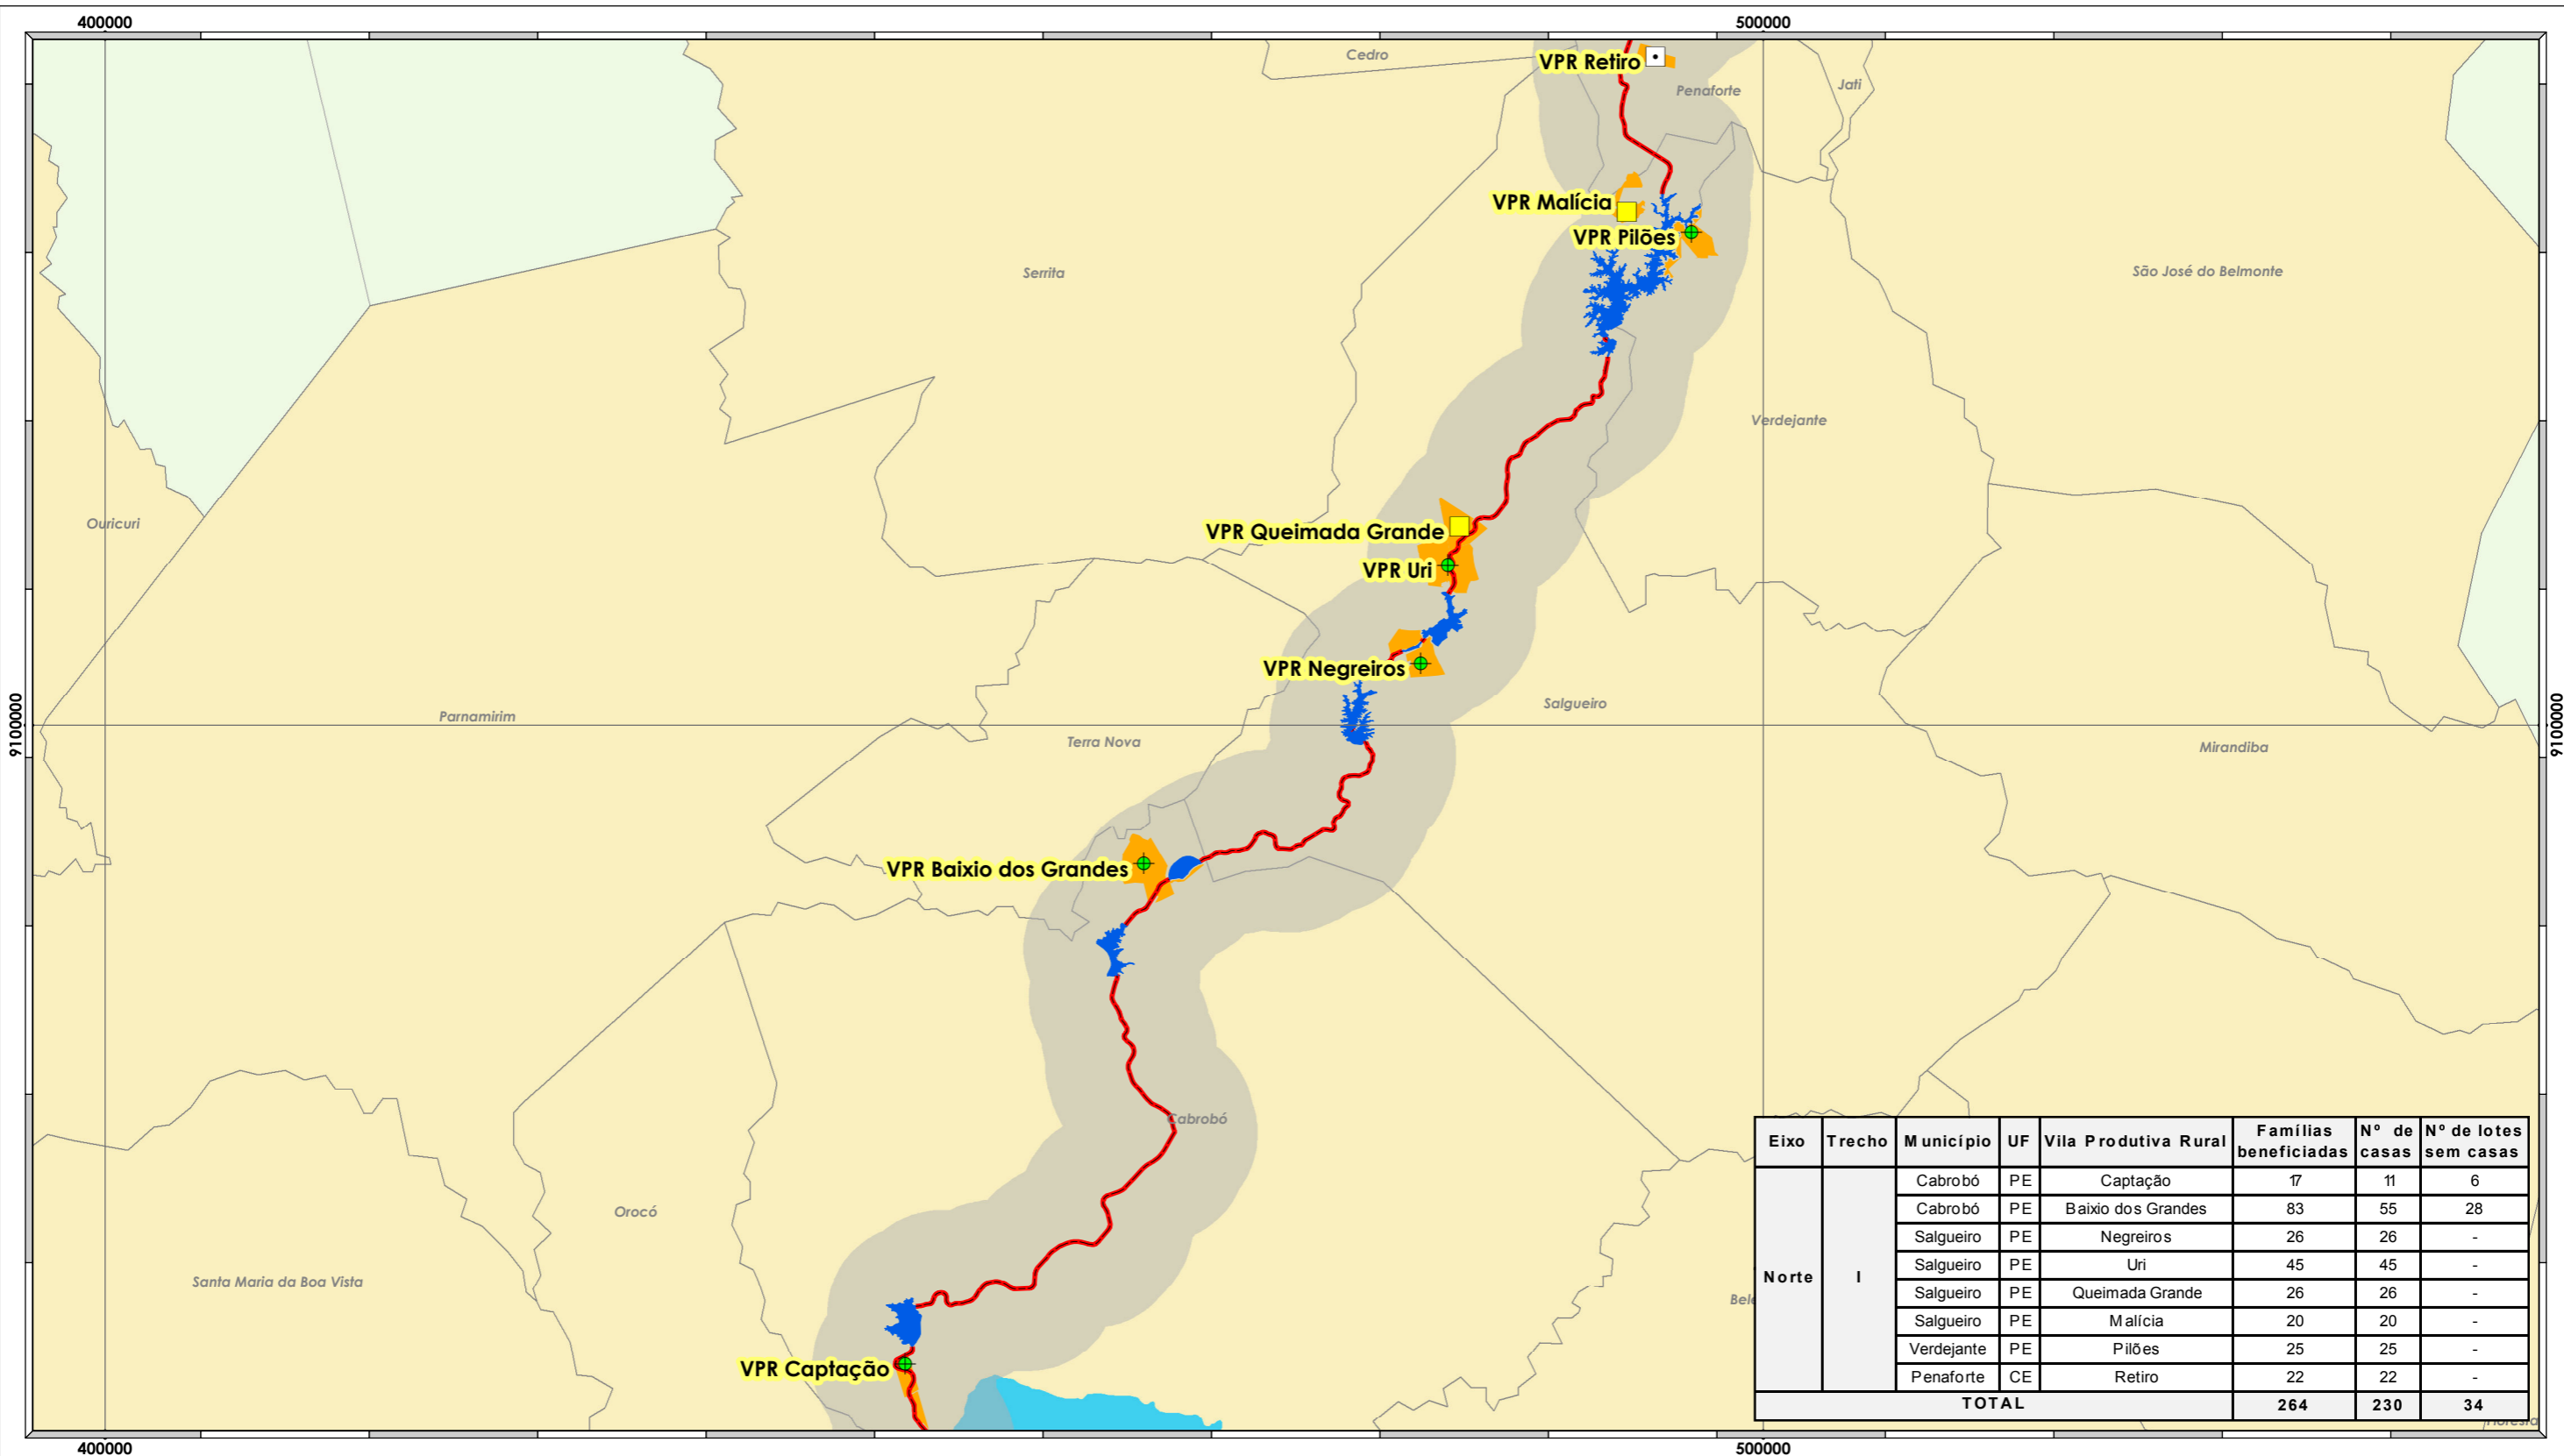 400000 500000
Cedro
VPR Retiro
Penaforte
Jati
VPR Malícia
VPR Pilões
Serrita
São José do Belmonte
Verdejante
Ouricuri
VPR Queimada Grande
VPR Uri
VPR Negreiros
Salgueiro
9100000 9100000
Parnamirim
Terra Nova
Mirandiba
VPR Baixio dos Grandes
Cabrobó
Orocó
Santa Maria da Boa Vista
VPR Captação
Eixo Trecho Município UF Vila Produtiva Rural Famílias beneficiadas Nº de casas Nº de lotes sem casas
Norte I
Cabrobó PE Captação 17 11 6
Cabrobó PE Baixio dos Grandes 83 55 28
Salgueiro PE Negreiros 26 26 -
Salgueiro PE Uri 45 45 -
Salgueiro PE Queimada Grande 26 26 -
Salgueiro PE Malícia 20 20 -
Verdejante PE Pilões 25 25 -
Penaforte CE Retiro 22 22 -
TOTAL 264 230 34
400000 500000